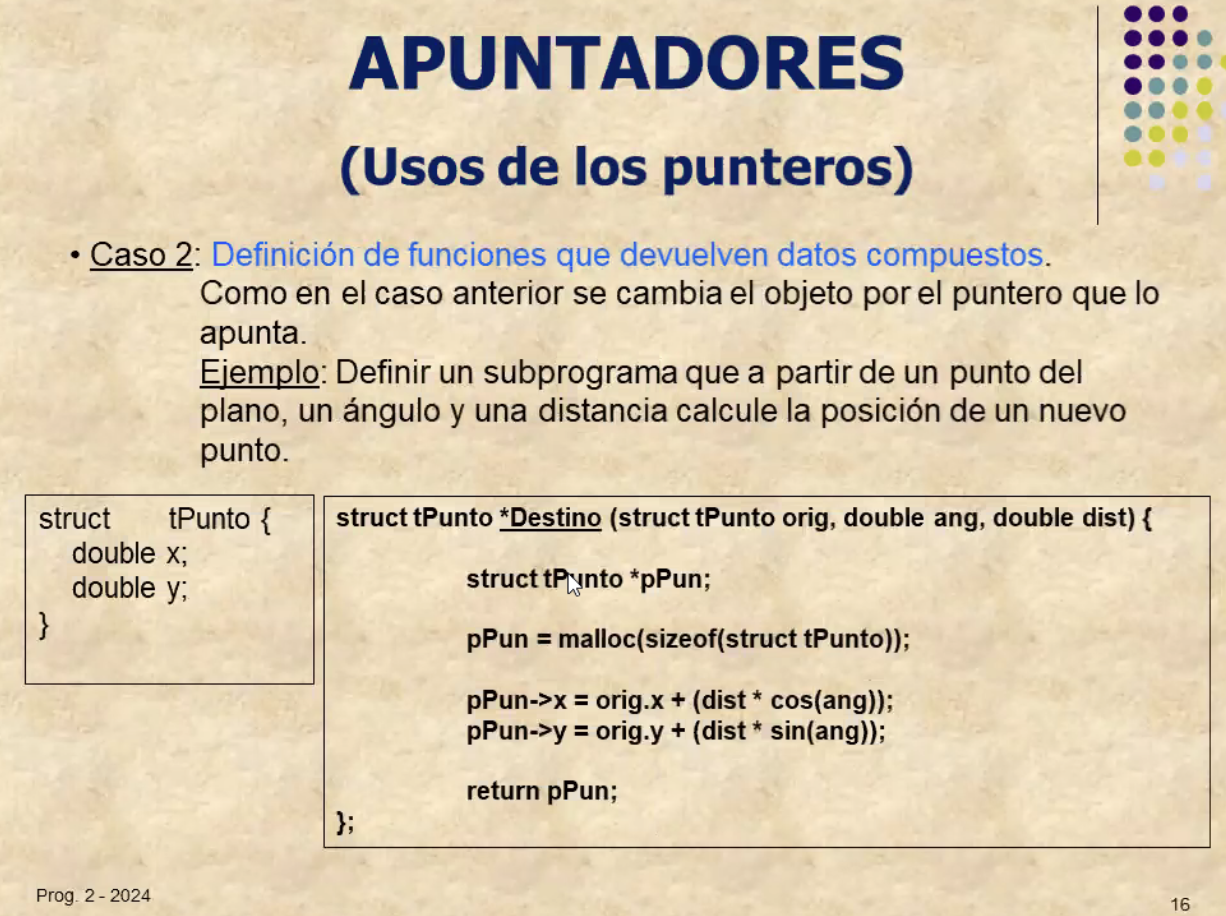 APUNTADORES
(Usos de los punteros)
• Caso 2: Definición de funciones que devuelven datos compuestos.
Como en el caso anterior se cambia el objeto por el puntero que lo
apunta.
Ejemplo: Definir un subprograma que a partir de un punto del
plano, un ángulo y una distancia calcule la posición de un nuevo
punto.
struct tPunto {
double x;
double y;
}
struct tPunto *Destino (struct tPunto orig, double ang, double dist) {
struct tPunto *pPun;
pPun = malloc(sizeof(struct tPunto));
pPun->x = orig.x + (dist * cos(ang));
pPun->y = orig.y + (dist * sin(ang));
return pPun;
};
Prog. 2 - 2024
16